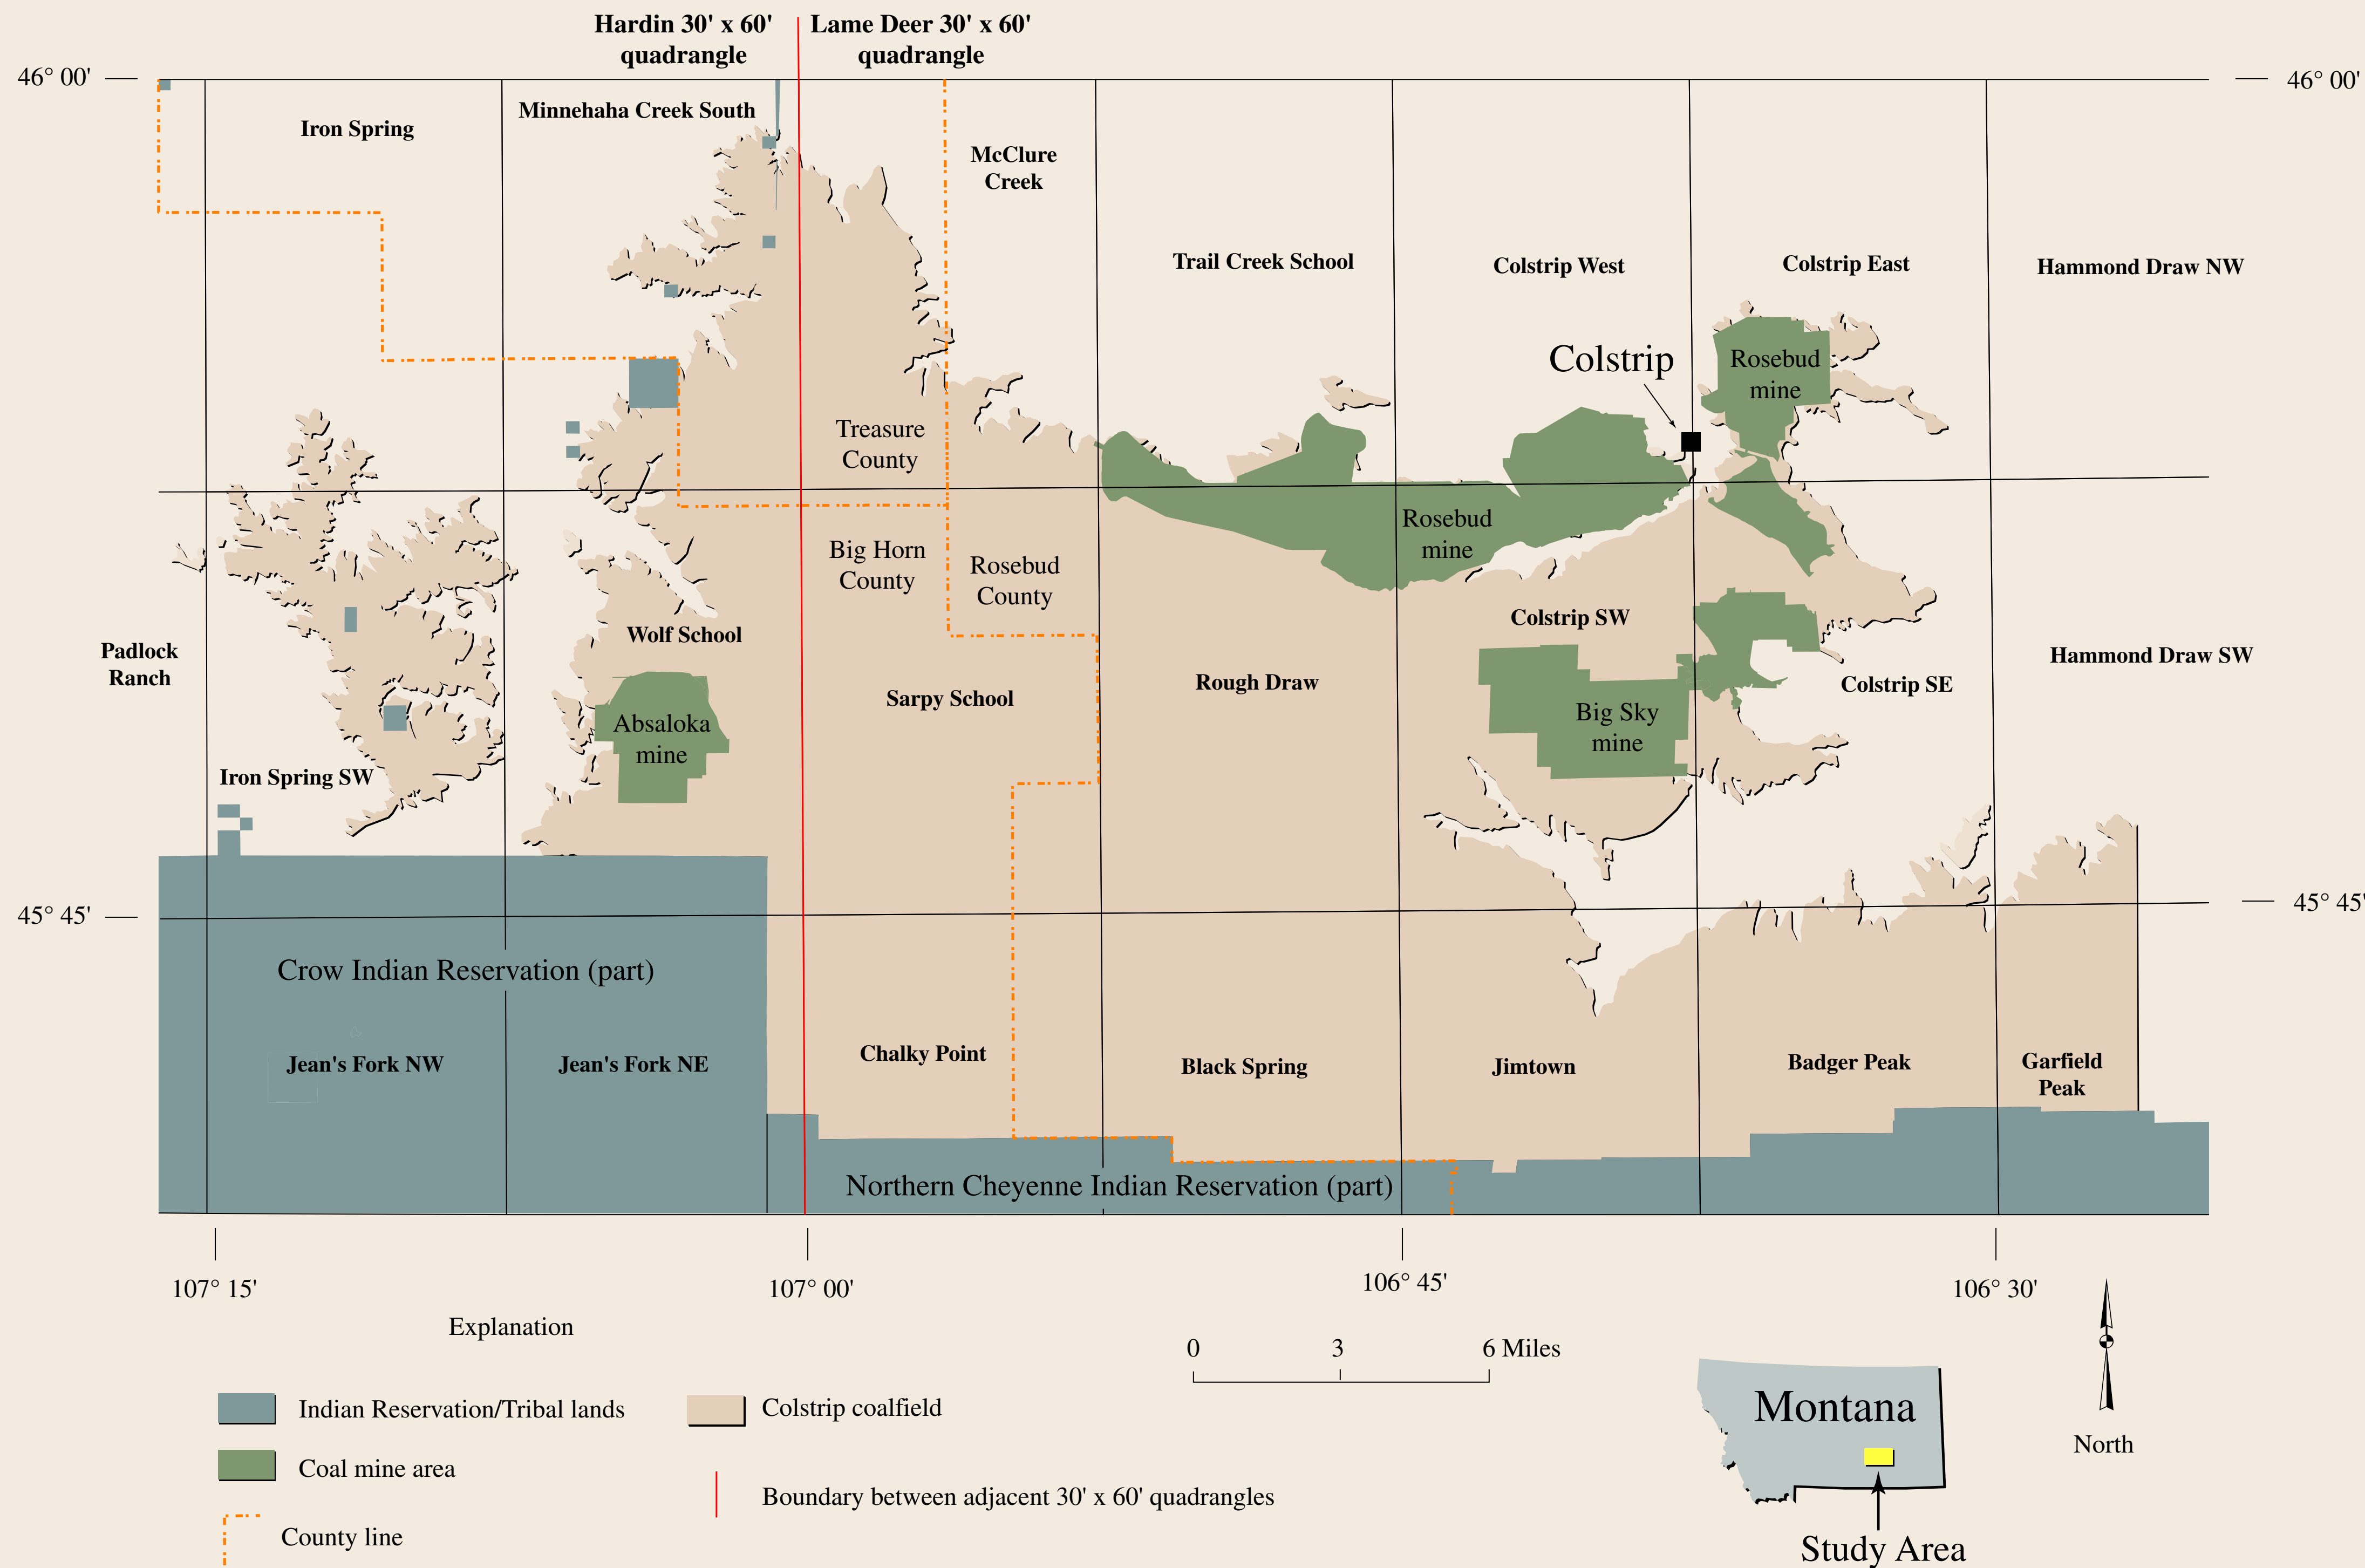 Hardin 30' x 60'
quadrangle
Lame Deer 30' x 60'
quadrangle
46° 00'
46° 00'
Iron Spring
Minnehaha Creek South
McClure
Creek
Trail Creek School
Colstrip West
Colstrip East
Hammond Draw NW
Colstrip
Rosebud
mine
Treasure
County
Big Horn
County
Rosebud
County
Rosebud
mine
Padlock
Ranch
Wolf School
Sarpy School
Rough Draw
Colstrip SW
Colstrip SE
Hammond Draw SW
Absaloka
mine
Big Sky
mine
Iron Spring SW
45° 45'
45° 45'
Crow Indian Reservation (part)
Jean's Fork NW
Jean's Fork NE
Chalky Point
Black Spring
Jimtown
Badger Peak
Garfield
Peak
Northern Cheyenne Indian Reservation (part)
107° 15'
107° 00'
106° 45'
106° 30'
Explanation
Indian Reservation/Tribal lands
Coal mine area
County line
Colstrip coalfield
Boundary between adjacent 30' x 60' quadrangles
0 3 6 Miles
Montana
Study Area
North